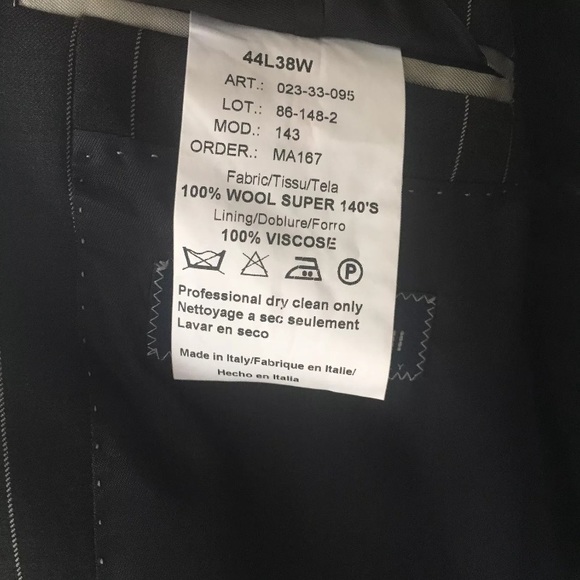 44L38W
ART.: 023-33-095
LOT.: 86-148-2
MOD.: 143
ORDER.: MA167
Fabric/Tissu/Tela
100% WOOL SUPER 140'S
Lining/Doublure/Forro
100% VISCOSE
P
Professional dry clean only
Nettoyage a sec seulement
Lavar en seco
Made in Italy/Fabrique en Italie/
Hecho en Italia